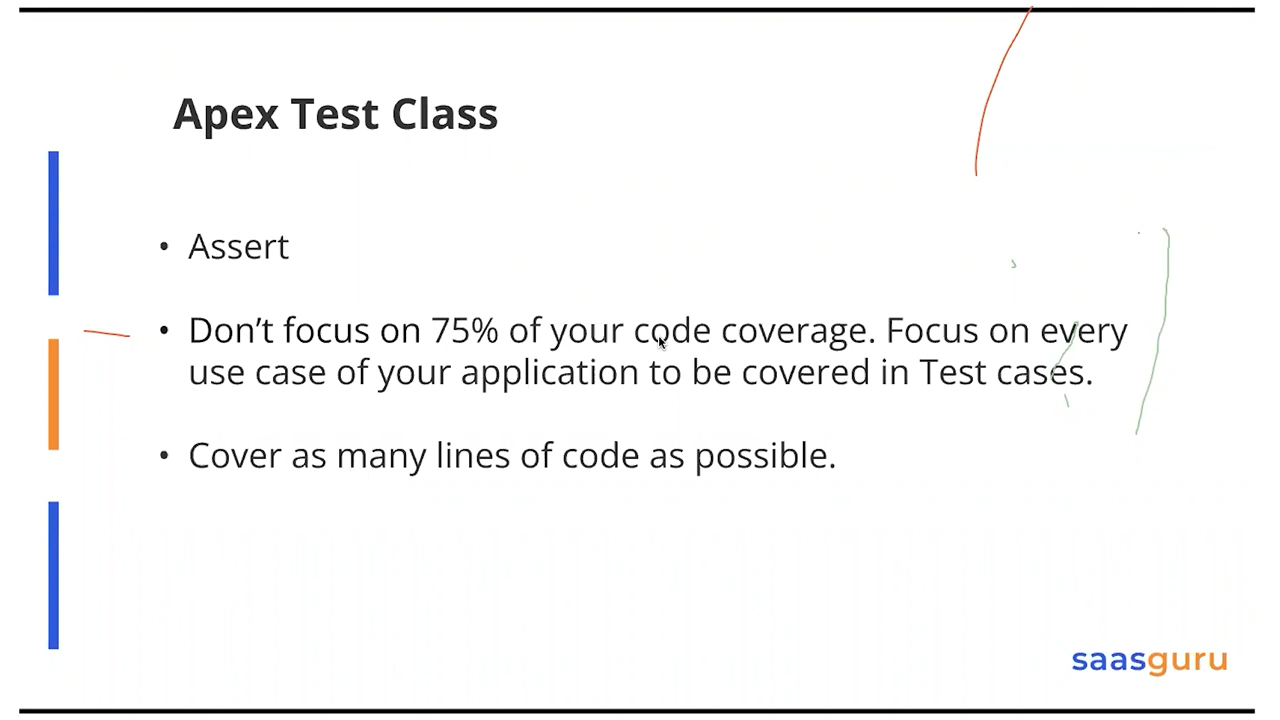 Apex Test Class
• Assert
• Don’t focus on 75% of your code coverage. Focus on every
use case of your application to be covered in Test cases.
• Cover as many lines of code as possible.
saasguru